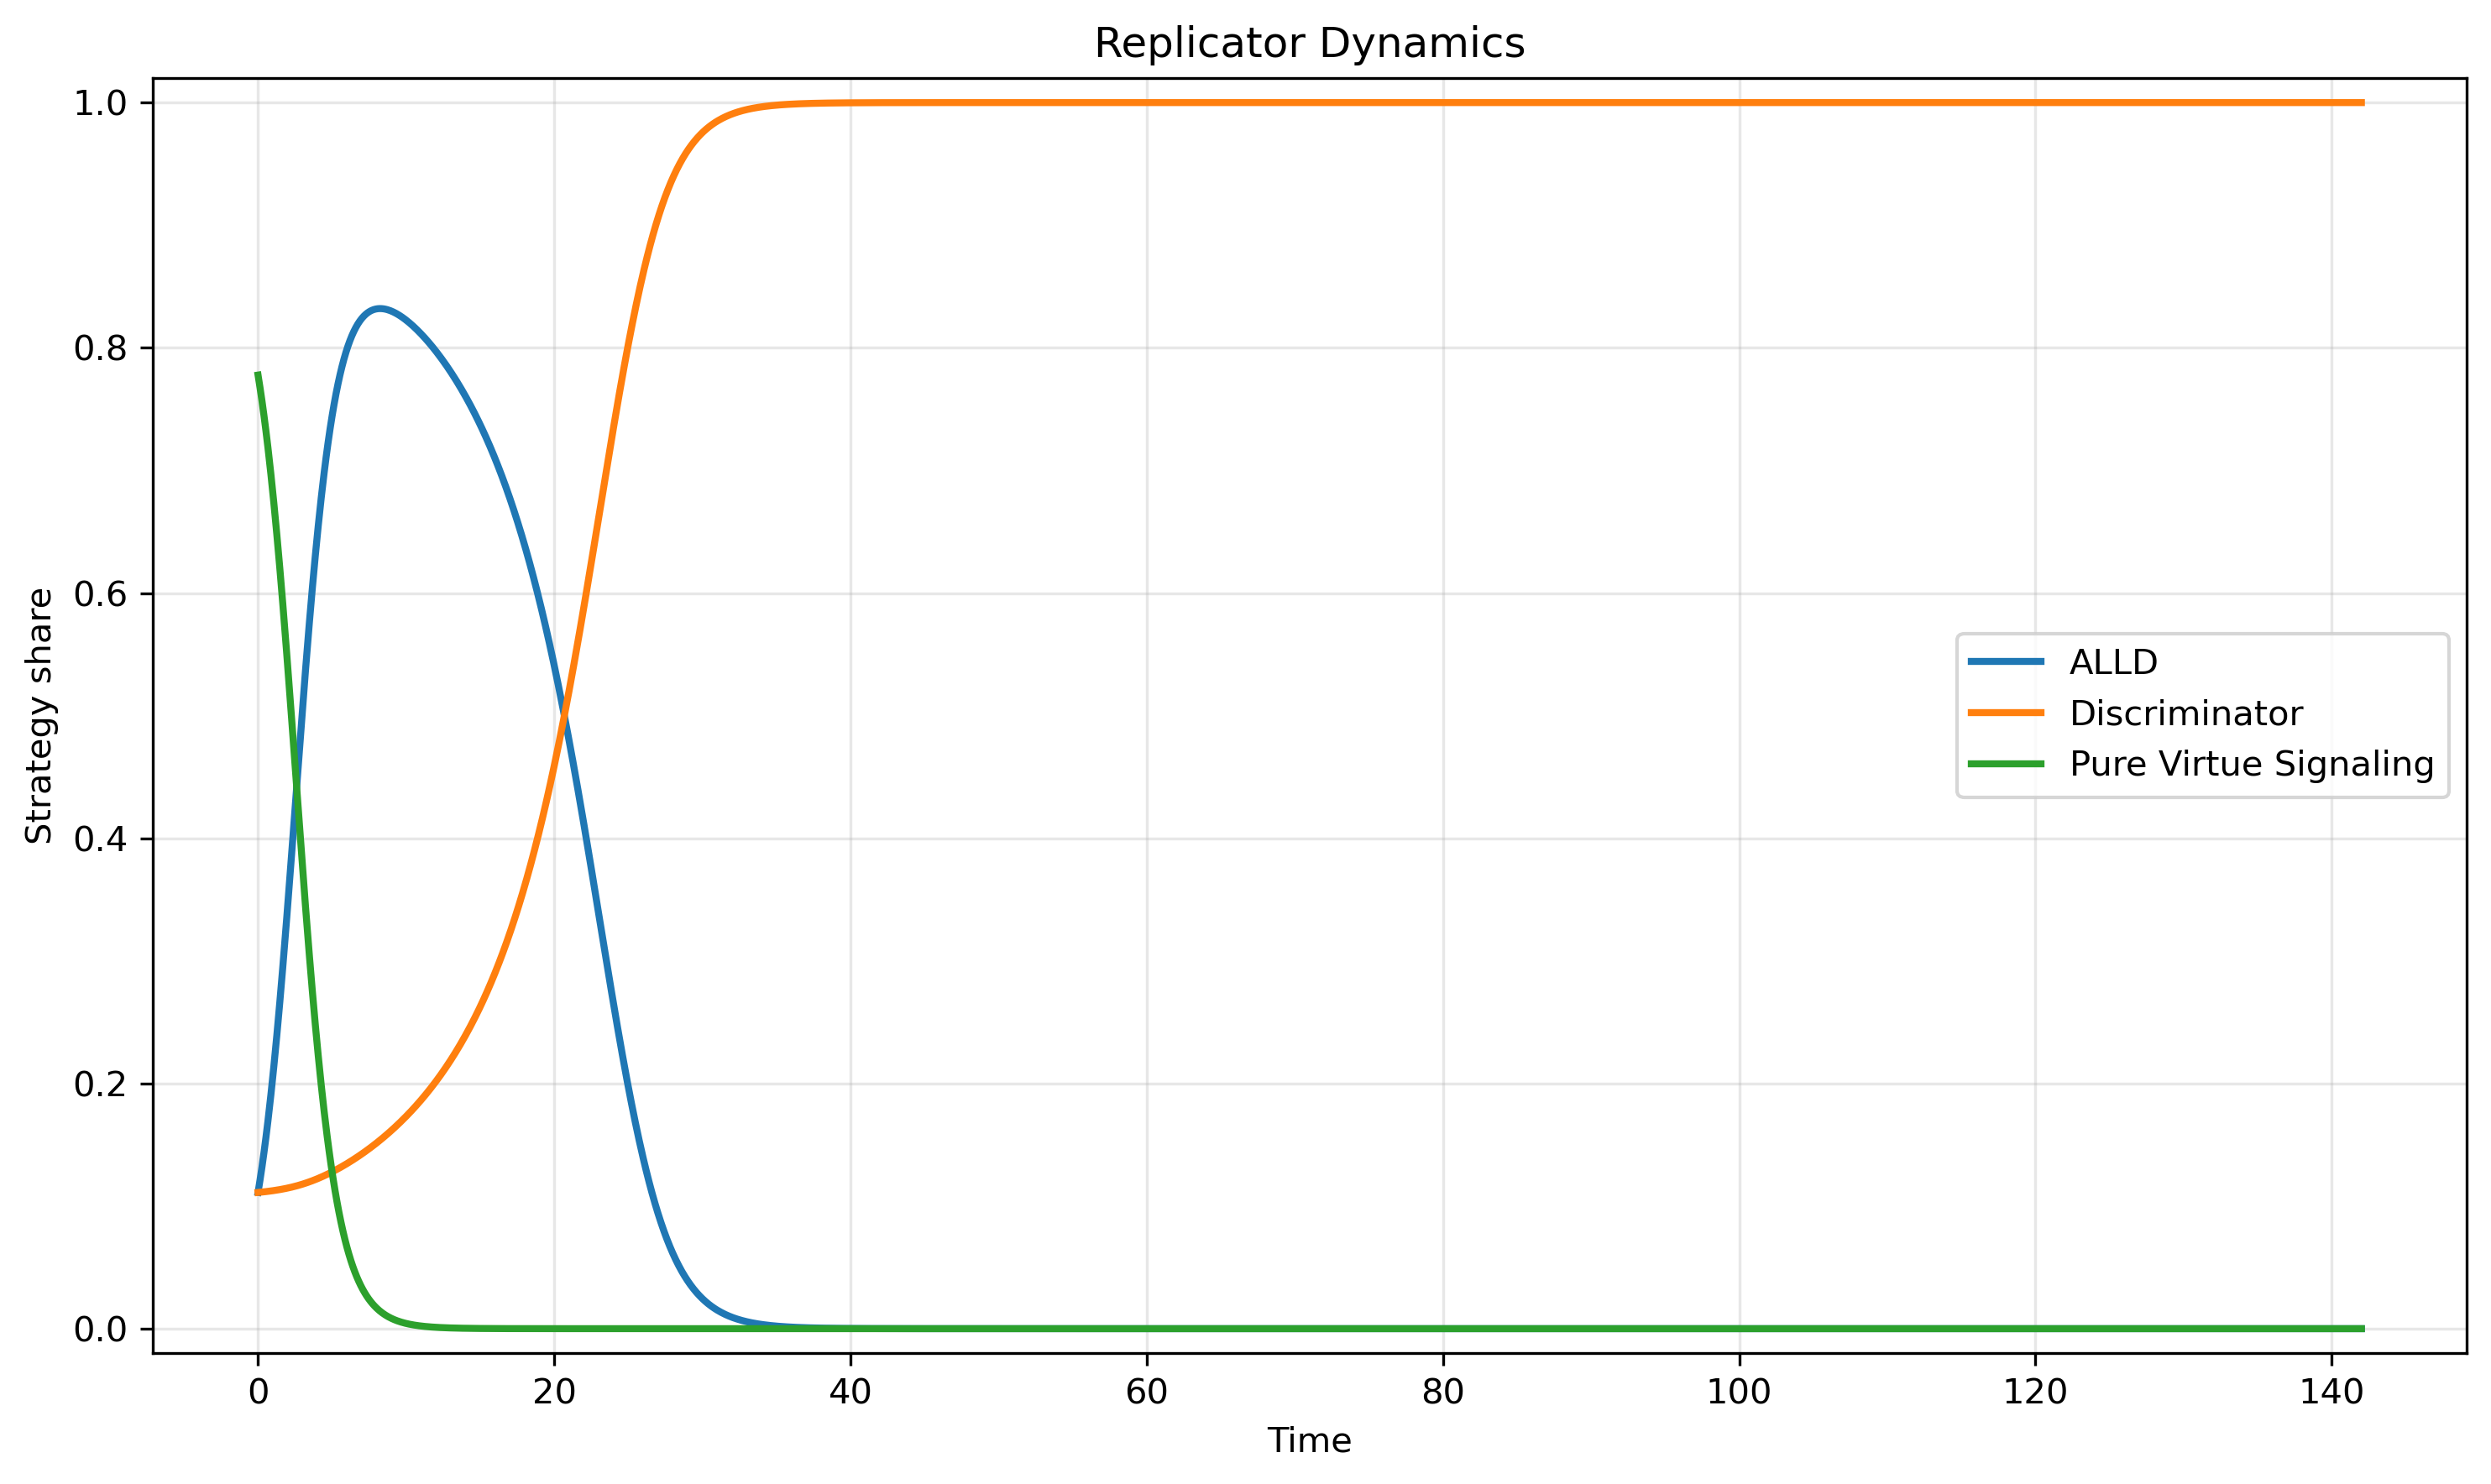 Replicator Dynamics
Strategy share
1.0
0.8
0.6
0.4
0.2
0.0
ALLD
Discriminator
Pure Virtue Signaling
0 20 40 60 80 100 120 140
Time